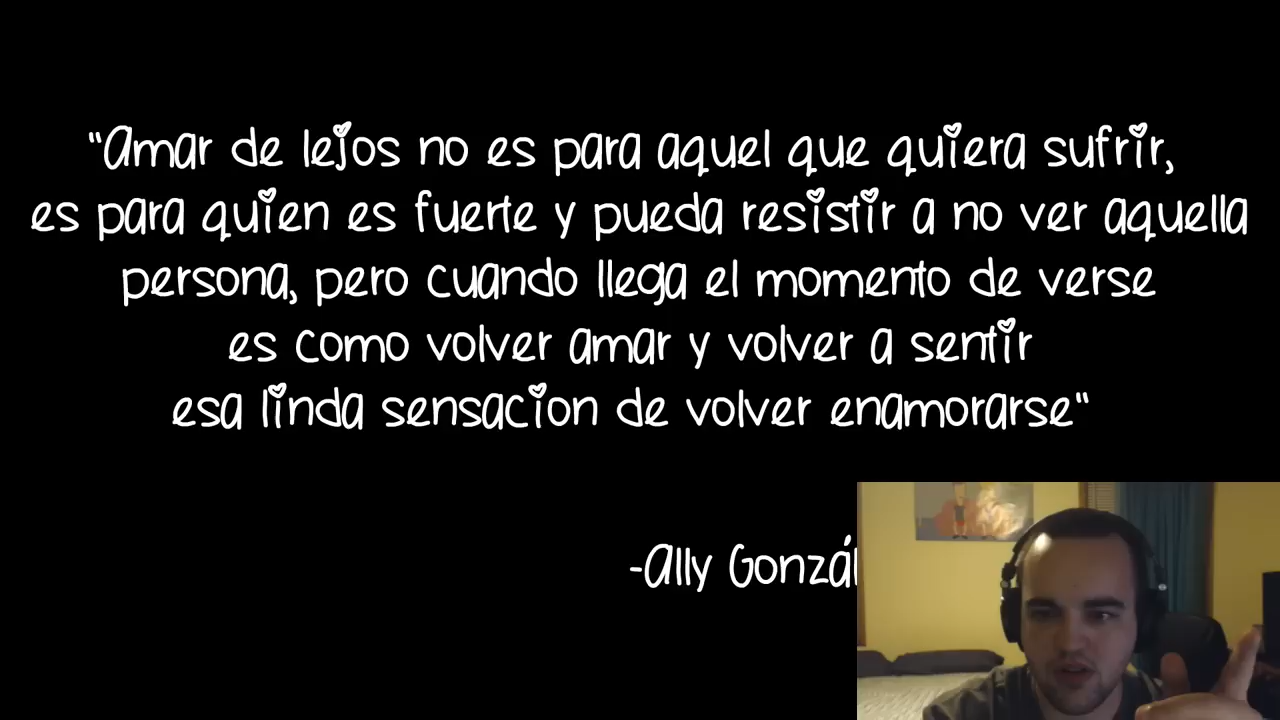 "Amar de lejos no es para aquel que quiera sufrir,
es para quien es fuerte y pueda resistir a no ver aquella
persona, pero cuando llega el momento de verse
es como volver amar y volver a sentir
esa linda sensacion de volver enamorarse"
-Ally